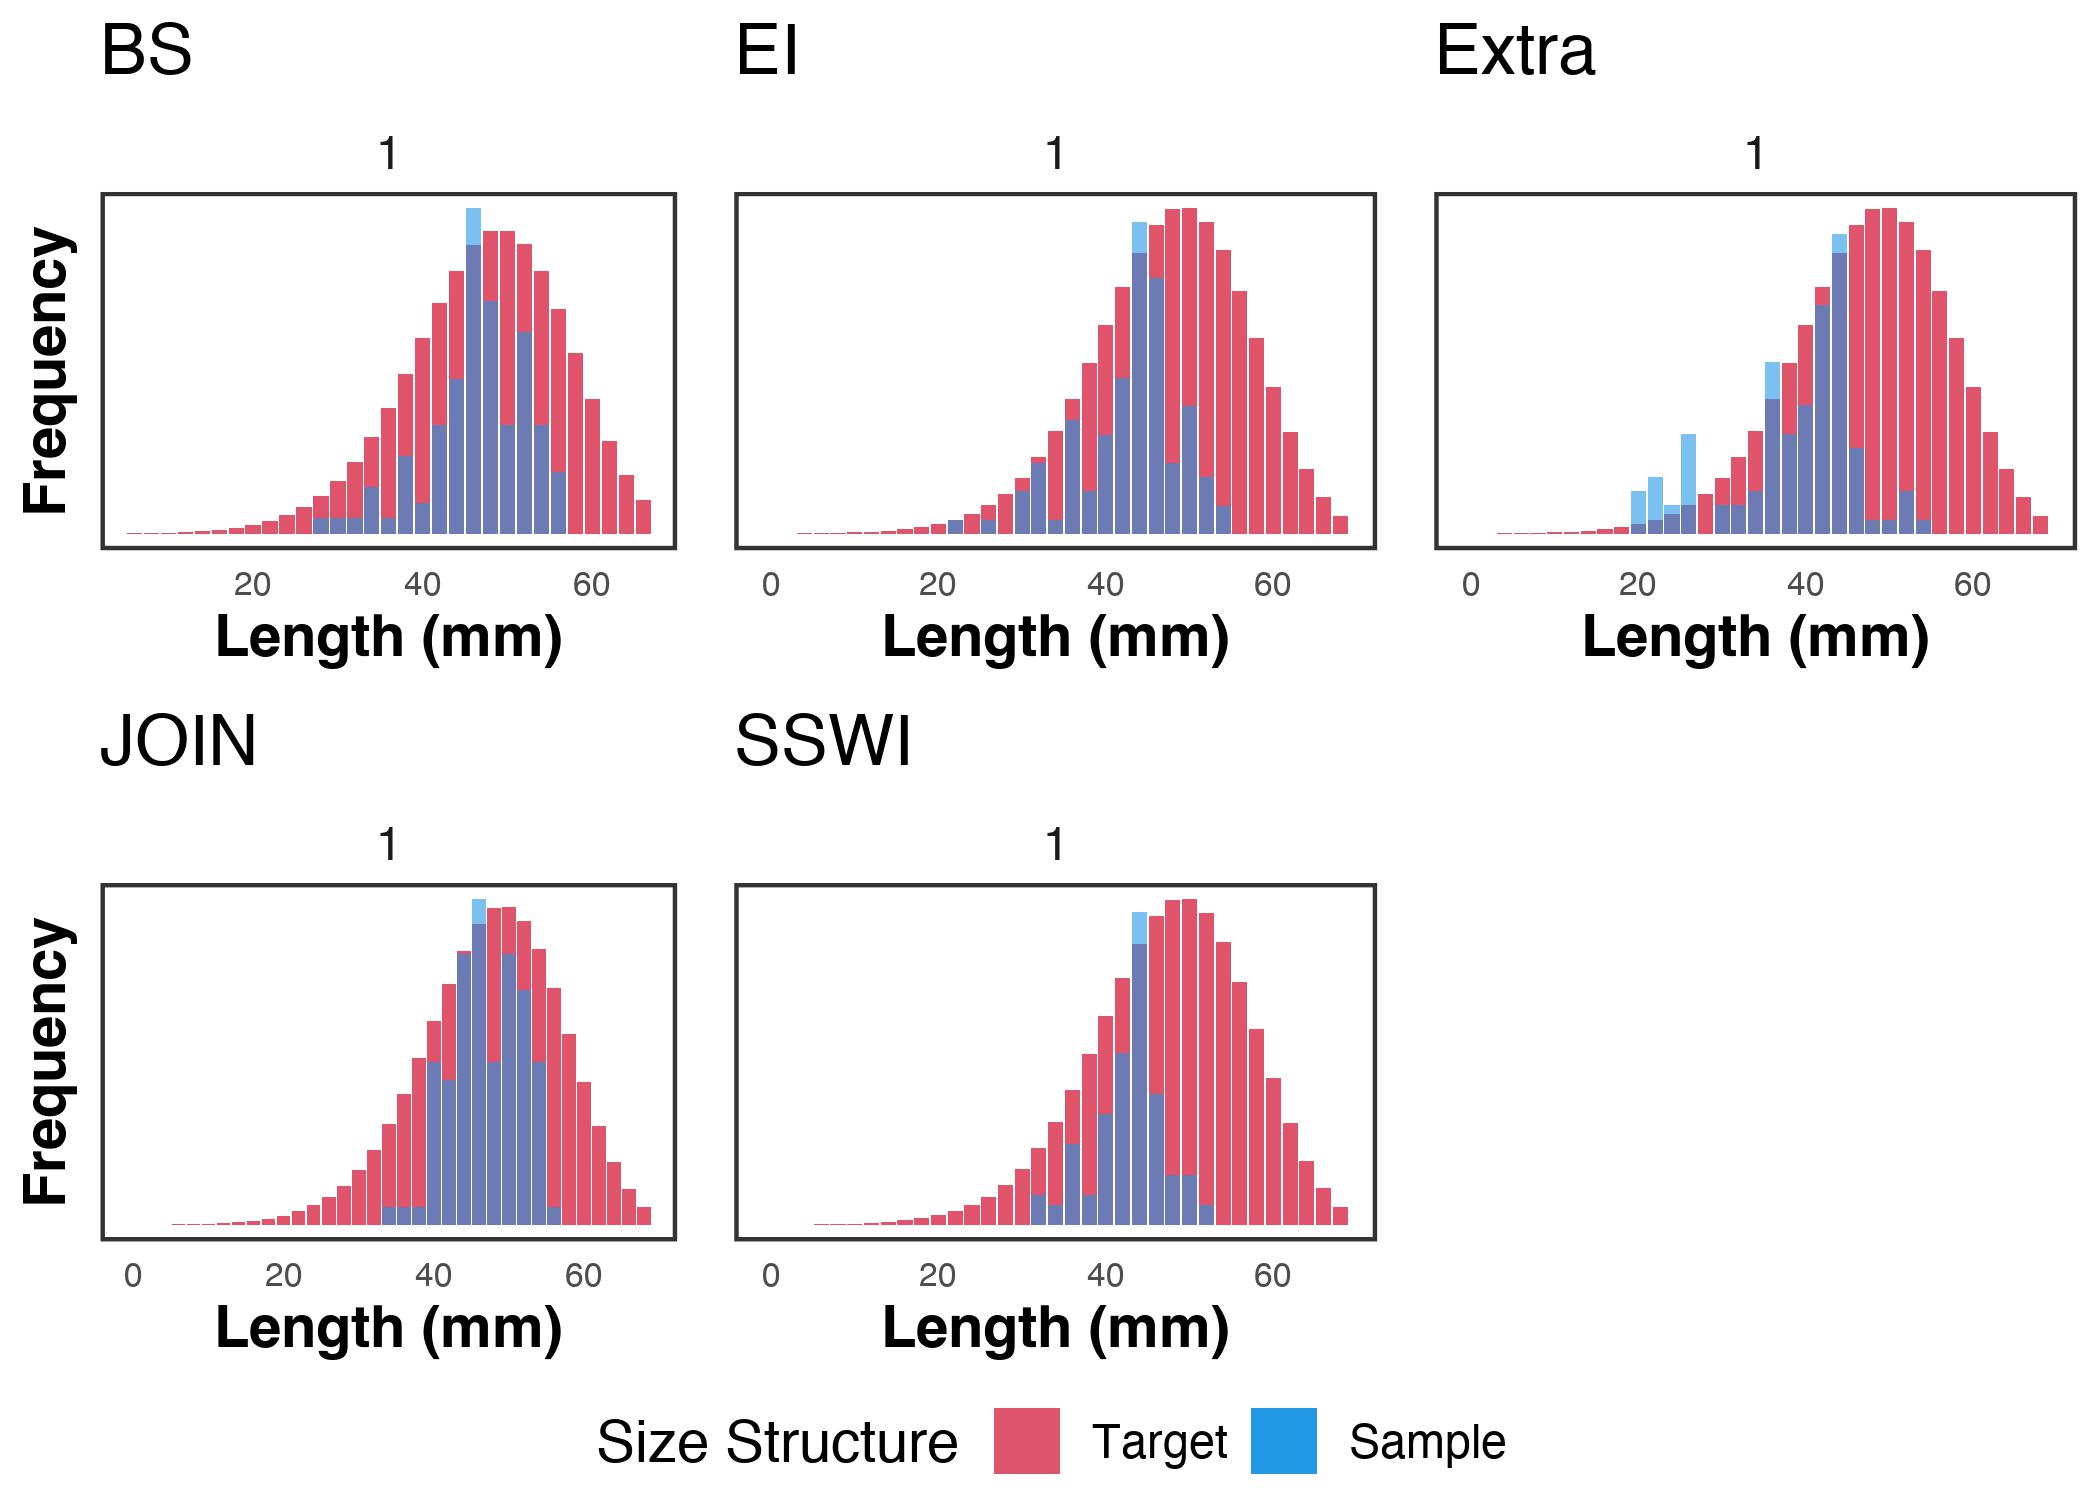 BS EI Extra
1 1 1
Frequency
20 40 60 0 20 40 60 0 20 40 60
Length (mm) Length (mm) Length (mm)
JOIN SSWI
1 1
Frequency
0 20 40 60 0 20 40 60
Length (mm) Length (mm)
Size Structure Target Sample